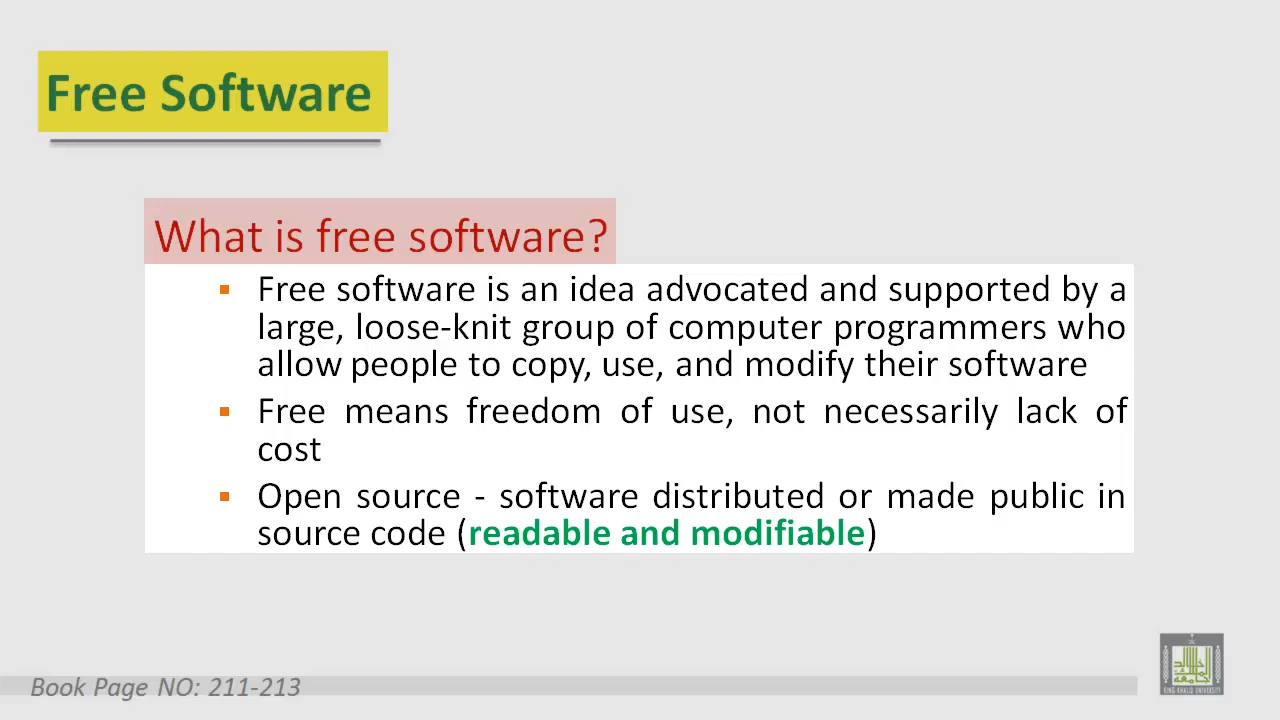 Free Software
What is free software?
▪ Free software is an idea advocated and supported by a
large, loose-knit group of computer programmers who
allow people to copy, use, and modify their software
▪ Free means freedom of use, not necessarily lack of
cost
▪ Open source - software distributed or made public in
source code (readable and modifiable)
Book Page NO: 211-213
KING KHALID UNIVERSITY